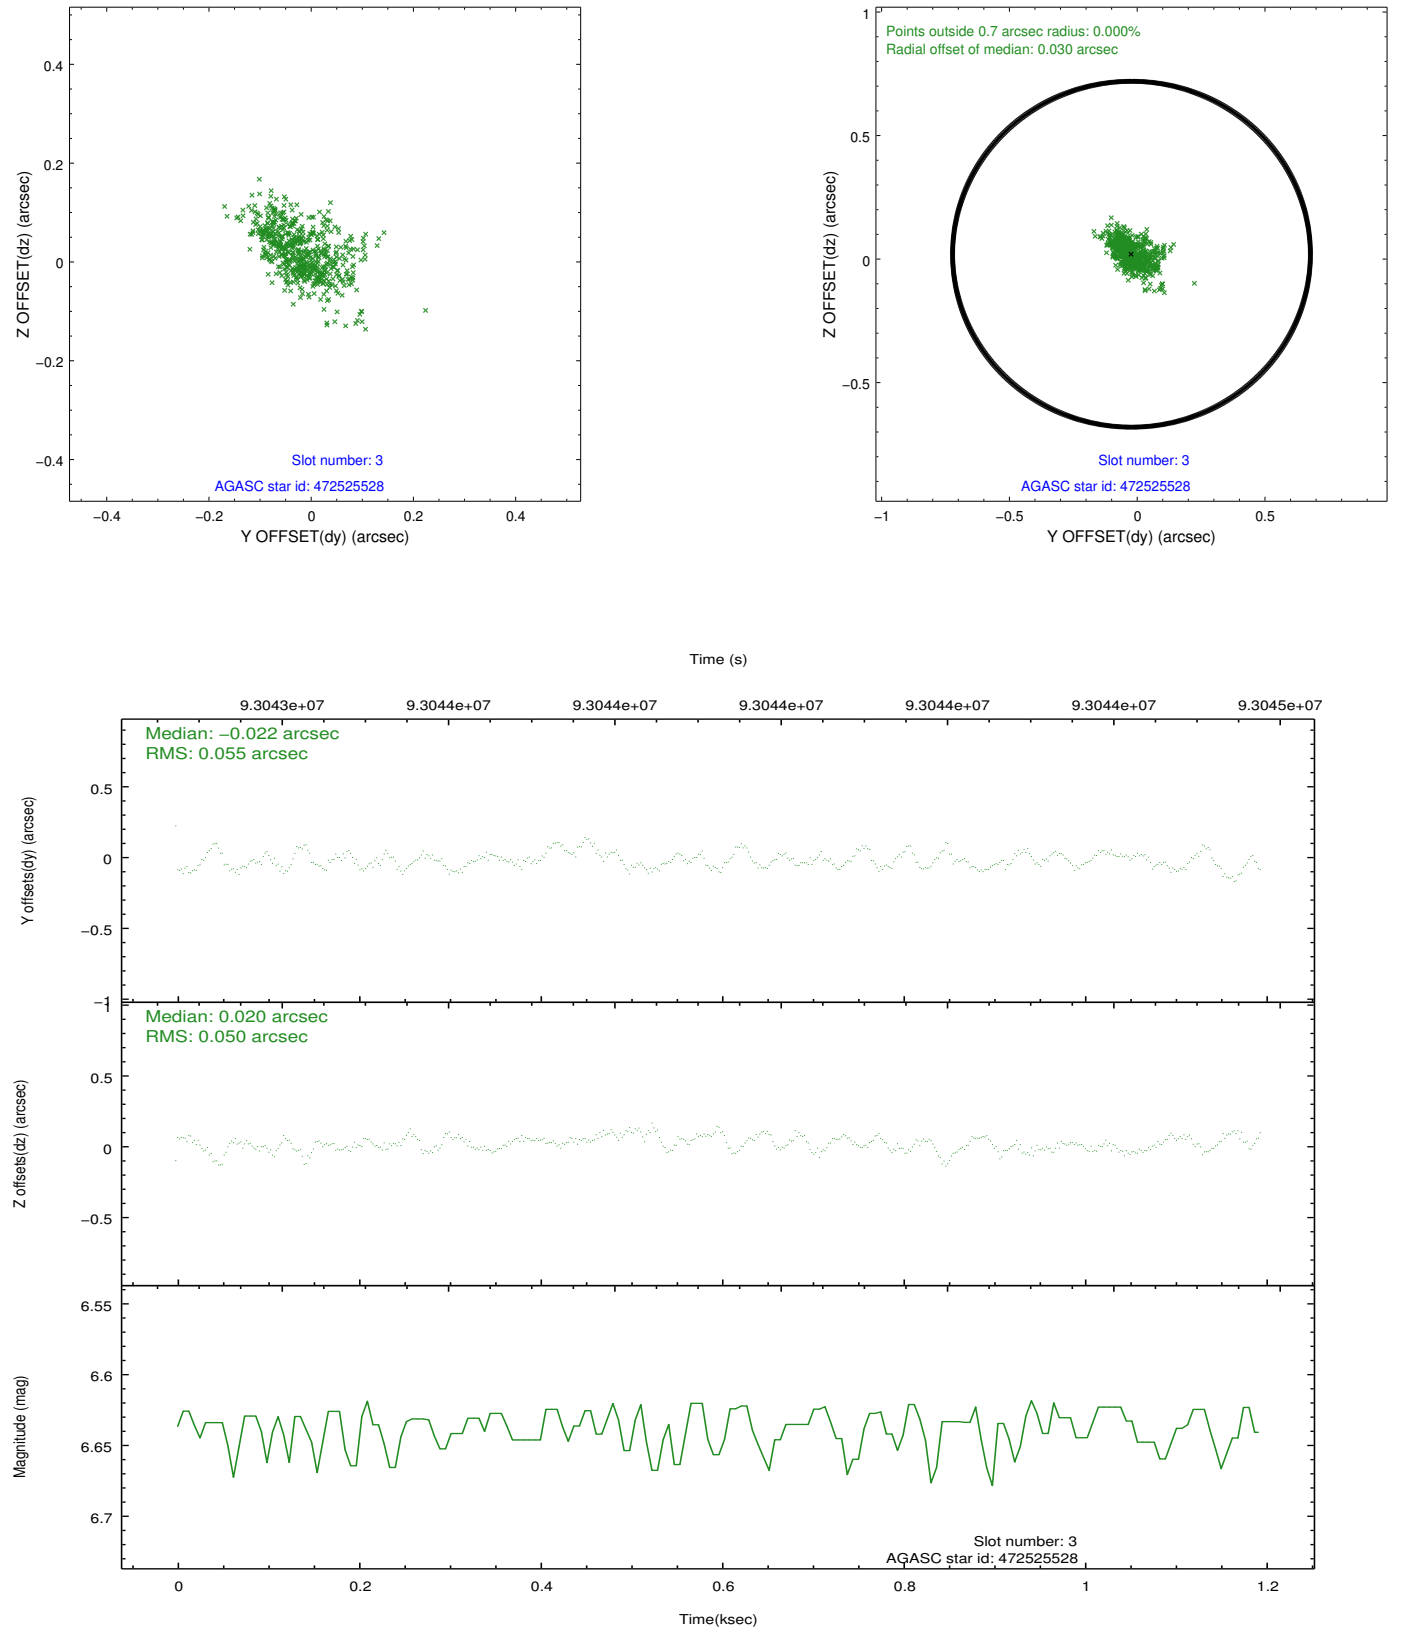 0.4
0.2
0
−0.2
−0.4
Z OFFSET(dz) (arcsec)
Slot number: 3
AGASC star id: 472525528
−0.4 −0.2 0 0.2 0.4
Y OFFSET(dy) (arcsec)
Points outside 0.7 arcsec radius: 0.000%
Radial offset of median: 0.030 arcsec
1
0.5
0
−0.5
Z OFFSET(dz) (arcsec)
Slot number: 3
AGASC star id: 472525528
−1 −0.5 0 0.5
Y OFFSET(dy) (arcsec)
Time (s)
9.3043e+07 9.3044e+07 9.3044e+07 9.3044e+07 9.3044e+07 9.3044e+07 9.3045e+07
Median: −0.022 arcsec
RMS: 0.055 arcsec
0.5
0
−0.5
−1
Y offsets(dy) (arcsec)
Median: 0.020 arcsec
RMS: 0.050 arcsec
1
0.5
0
−0.5
Z offsets(dz) (arcsec)
6.55
6.6
6.65
6.7
Magnitude (mag)
Slot number: 3
AGASC star id: 472525528
0 0.2 0.4 0.6 0.8 1 1.2
Time(ksec)